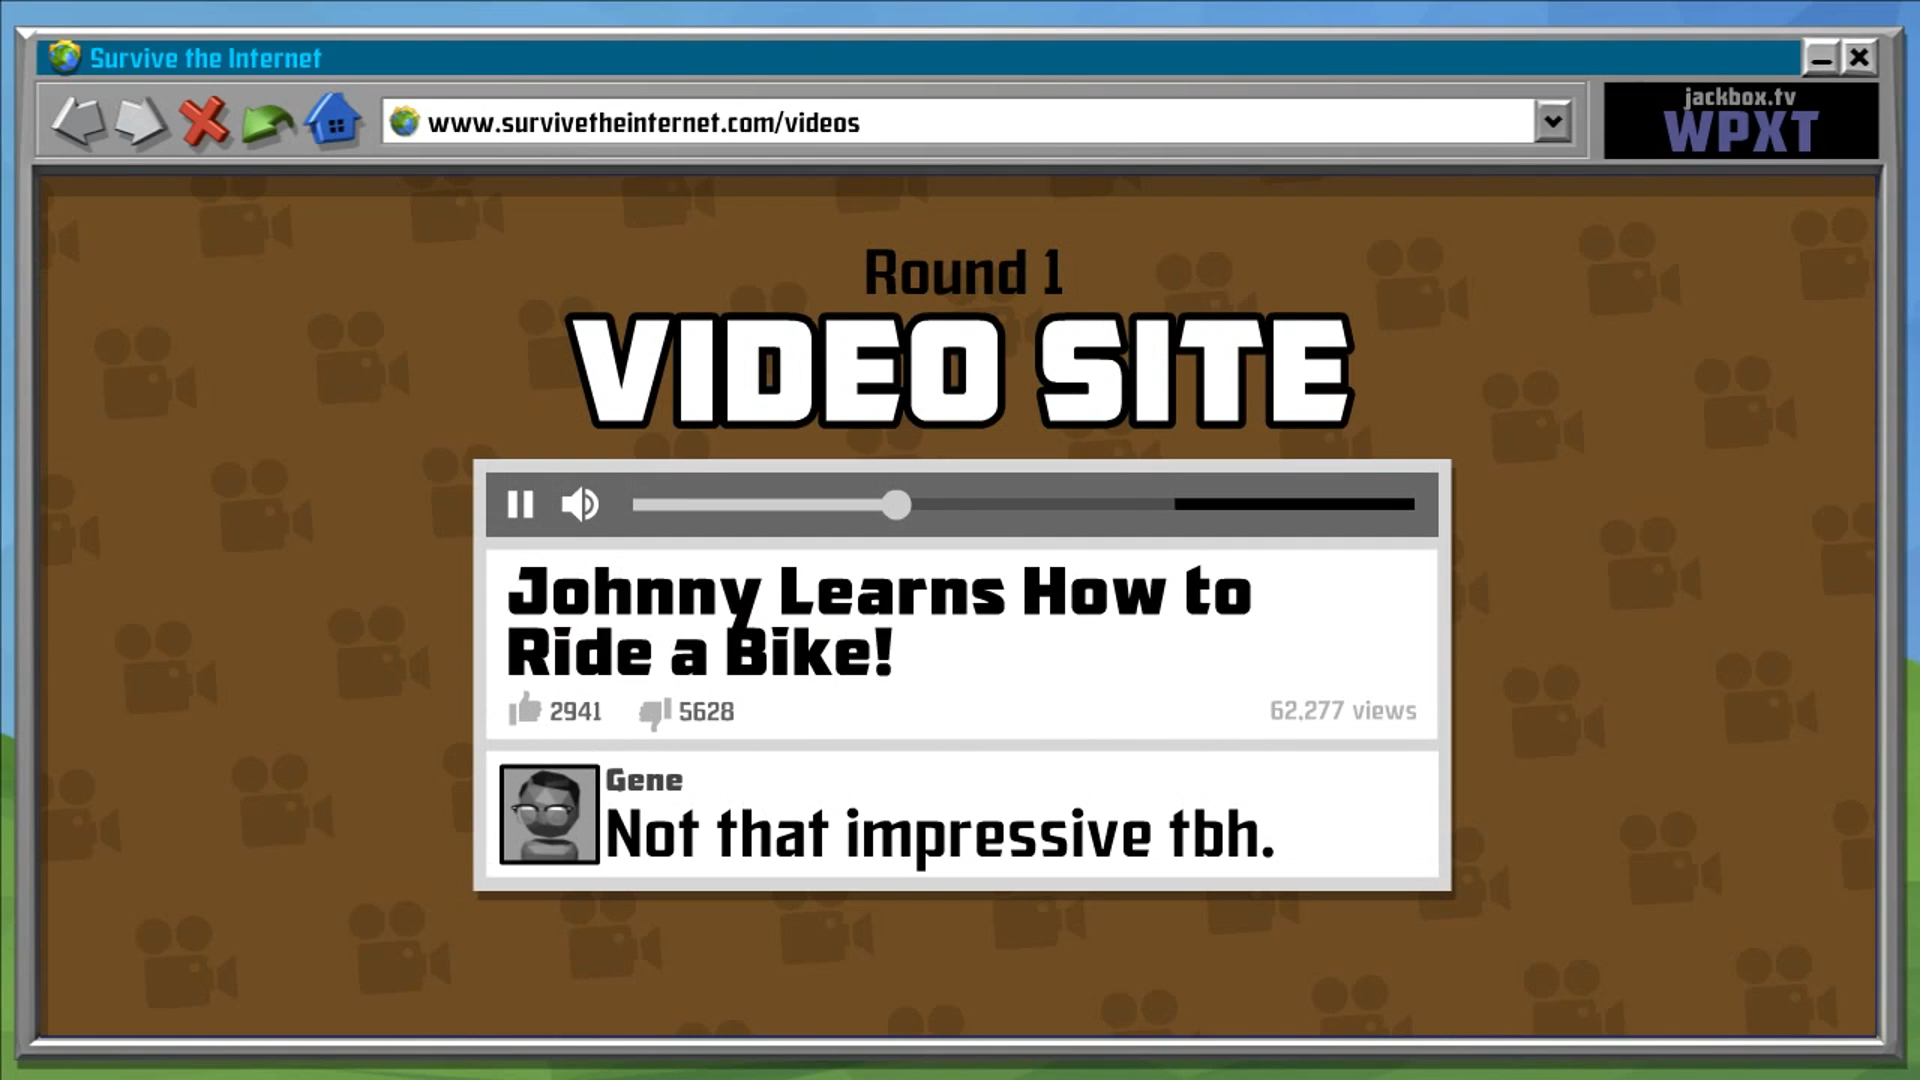 Survive the Internet
www.survivetheinternet.com/videos
jackbox.tv
WPXT
Round 1
VIDEO SITE
Johnny Learns How to
Ride a Bike!
2941 5628 62,277 views
Gene
Not that impressive tbh.